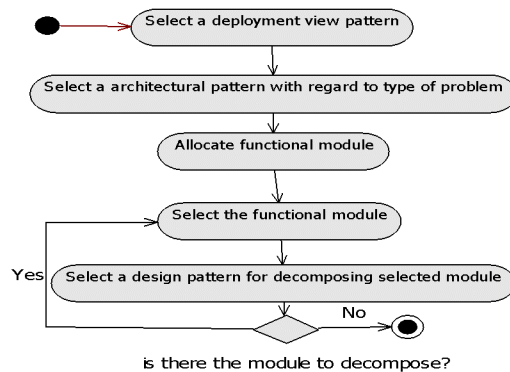 Select a deployment view pattern
Select a architectural pattern with regard to type of problem
Allocate functional module
Select the functional module
Select a design pattern for decomposing selected module
Yes
No
is there the module to decompose?